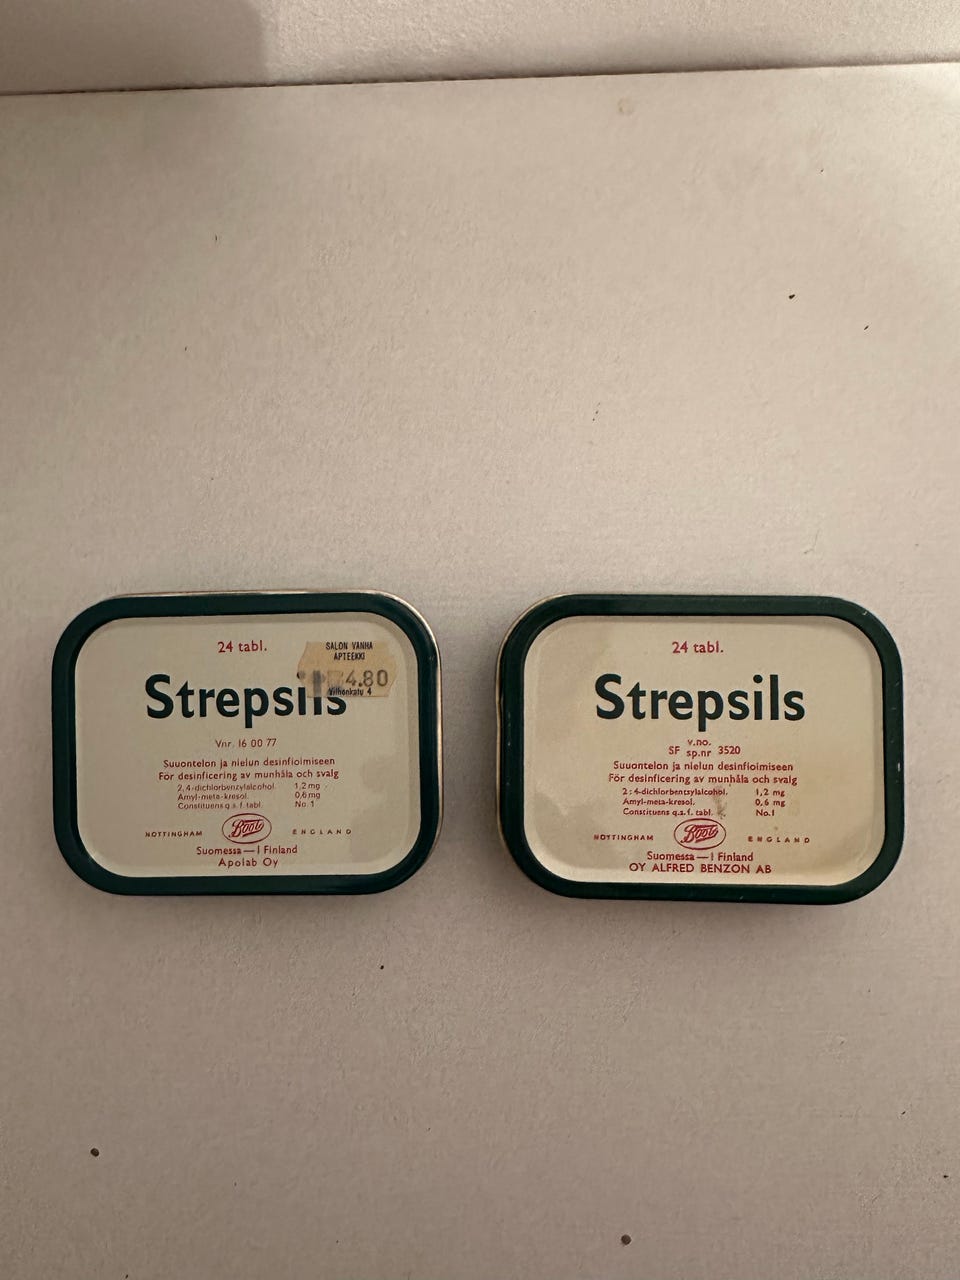 24 tabl.
SALON VANHA
APTEEKKI
4.80
Vilhonkatu 4
Strepsils
Vnr. 16 00 77
Suuontelon ja nielun desinfioimiseen
För desinficering av munhåla och svalg
2,4-dichlorbentzylalcohol. 1,2 mg
Amyl-meta-kresol. 0,6 mg
Constituens q.s.f. tabl. No. 1
NOTTINGHAM Boots ENGLAND
Suomessa — I Finland
Apolab Oy
24 tabl.
Strepsils
v.no.
SF sp.nr 3520
Suuontelon ja nielun desinfioimiseen
För desinficering av munhåla och svalg
2:4-dichlorbentsylalcohol. 1,2 mg
Amyl-meta-kresol. 0,6 mg
Constituens q.s.f. tabl. No.1
NOTTINGHAM Boots ENGLAND
Suomessa — I Finland
OY ALFRED BENZON AB